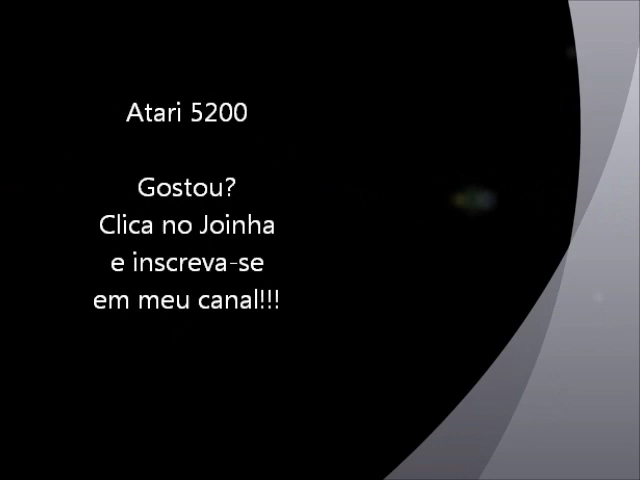 Atari 5200
Gostou?
Clica no Joinha
e inscreva-se
em meu canal!!!